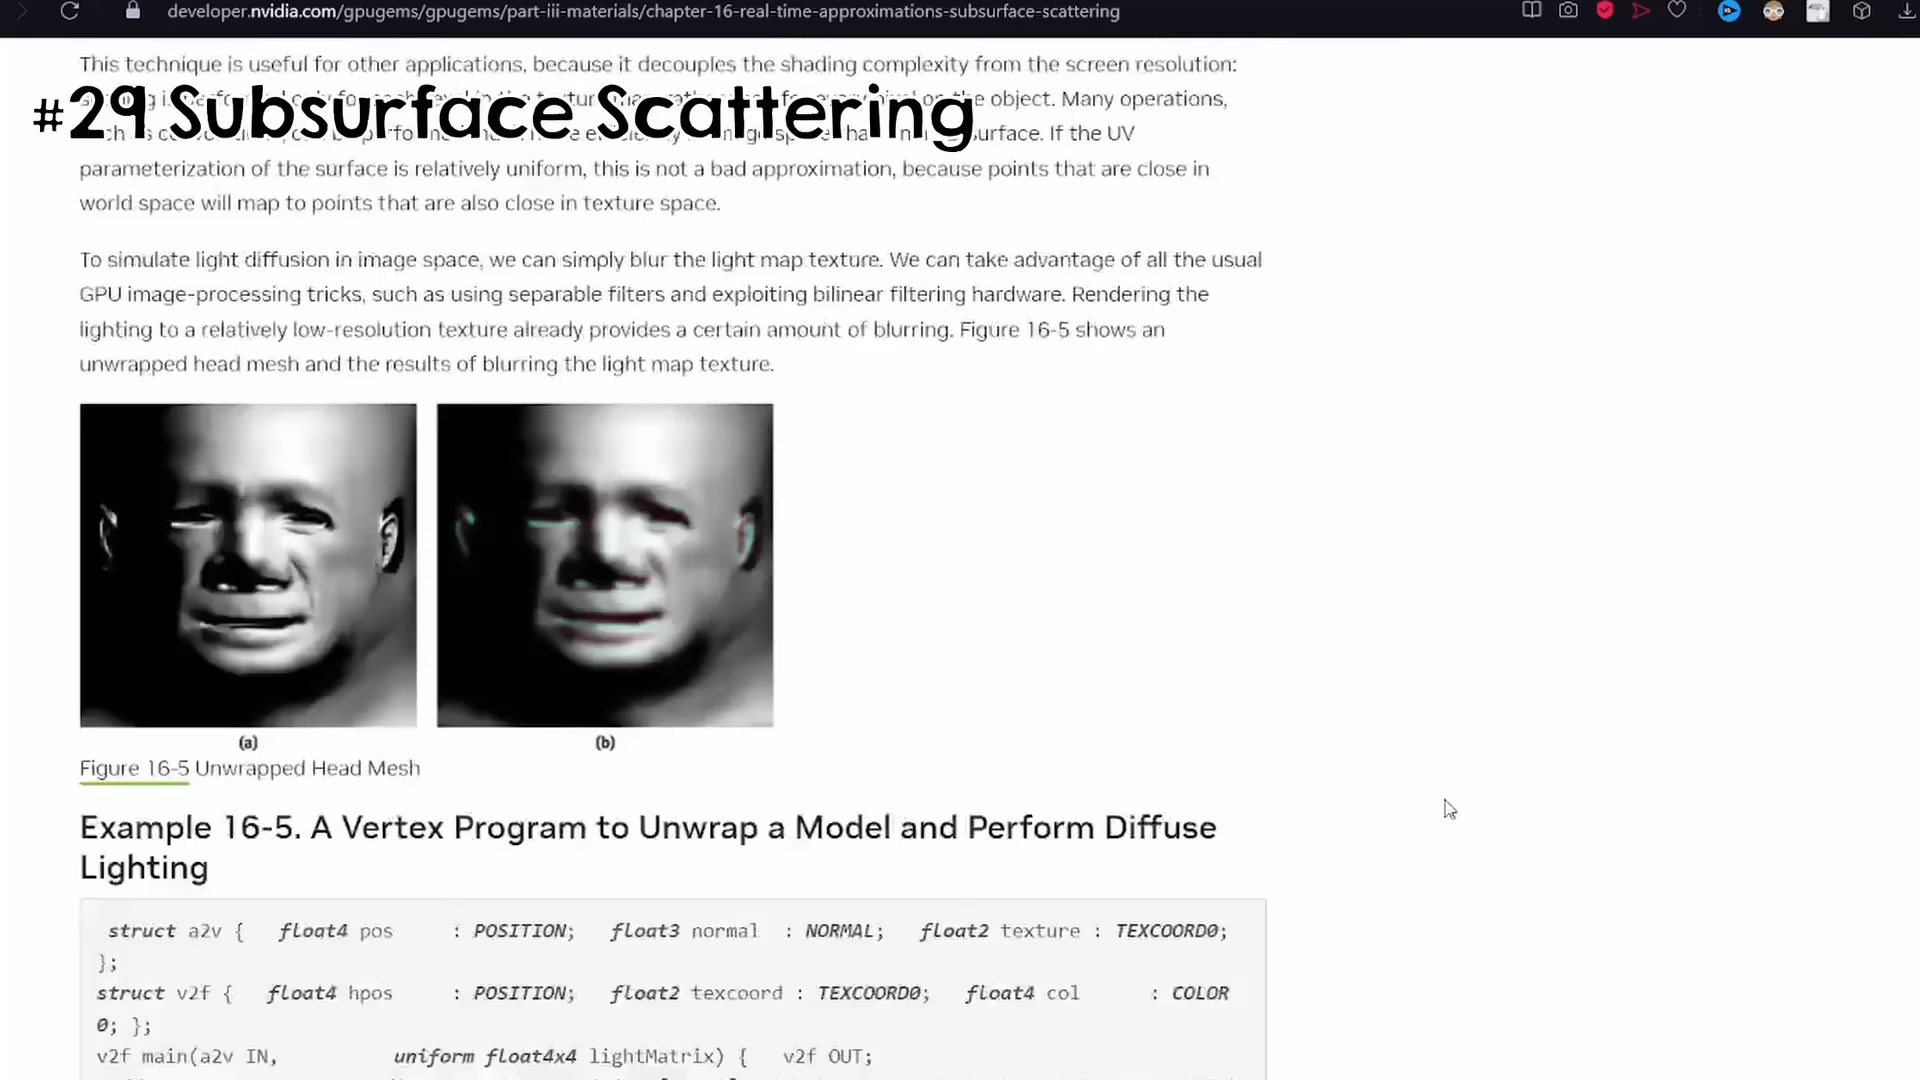 developer.nvidia.com/gpugems/gpugems/part-iii-materials/chapter-16-real-time-approximations-subsurface-scattering
This technique is useful for other applications, because it decouples the shading complexity from the screen resolution:
#29 Subsurface Scattering
the object. Many operations,
surface. If the UV
parameterization of the surface is relatively uniform, this is not a bad approximation, because points that are close in
world space will map to points that are also close in texture space.
To simulate light diffusion in image space, we can simply blur the light map texture. We can take advantage of all the usual
GPU image-processing tricks, such as using separable filters and exploiting bilinear filtering hardware. Rendering the
lighting to a relatively low-resolution texture already provides a certain amount of blurring. Figure 16-5 shows an
unwrapped head mesh and the results of blurring the light map texture.
(a) (b)
Figure 16-5 Unwrapped Head Mesh
Example 16-5. A Vertex Program to Unwrap a Model and Perform Diffuse
Lighting
struct a2v { float4 pos : POSITION; float3 normal : NORMAL; float2 texture : TEXCOORD0;
};
struct v2f { float4 hpos : POSITION; float2 texcoord : TEXCOORD0; float4 col : COLOR
0; };
v2f main(a2v IN, uniform float4x4 lightMatrix) { v2f OUT;